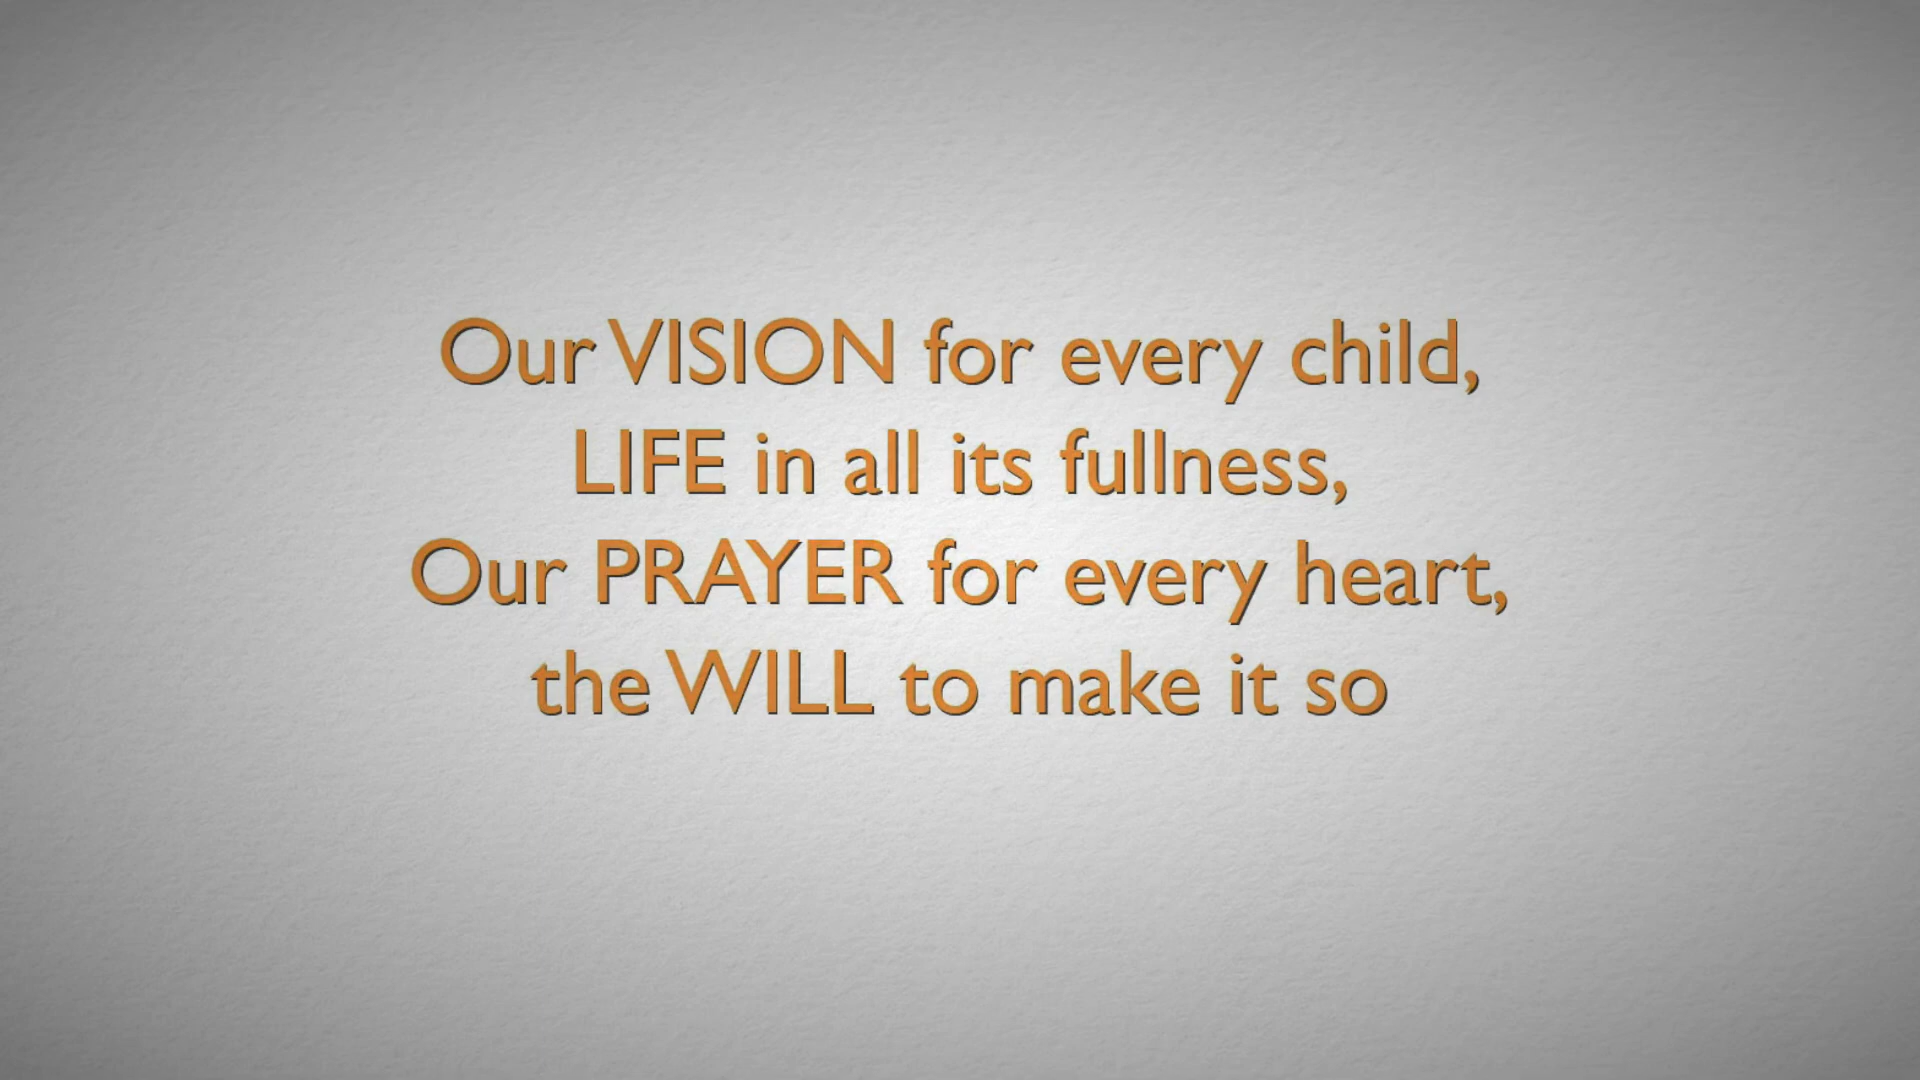 Our VISION for every child,
LIFE in all its fullness,
Our PRAYER for every heart,
the WILL to make it so